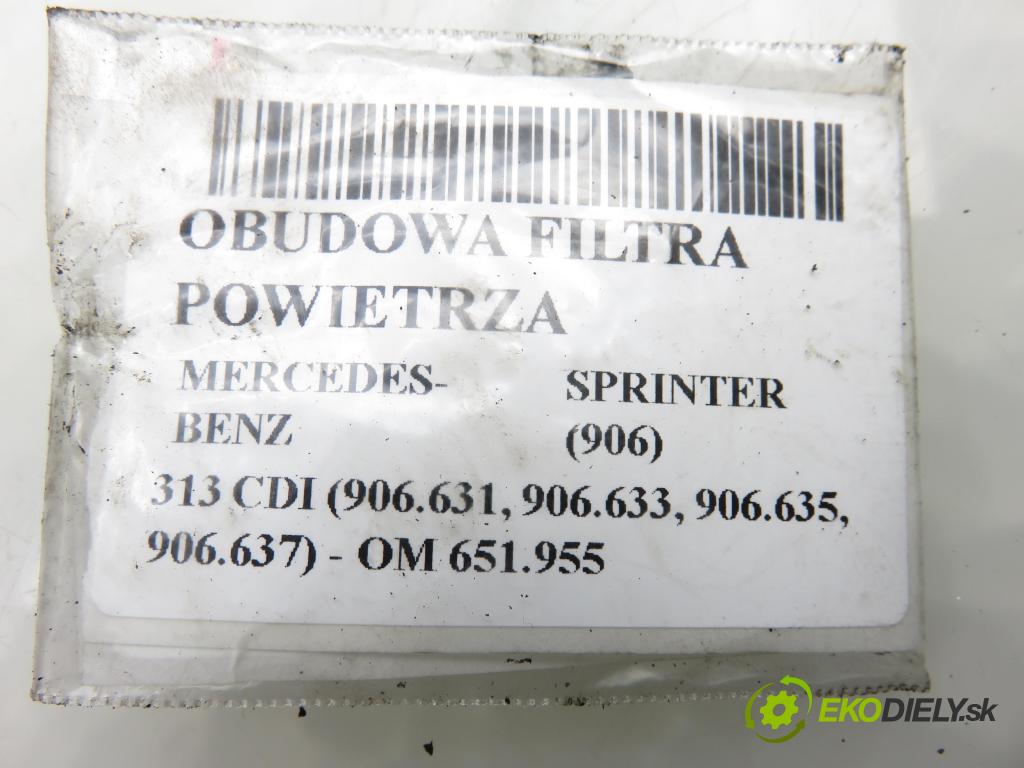 OBUDOWA FILTRA
POWIETRZA
MERCEDES-
BENZ
SPRINTER
(906)
313 CDI (906.631, 906.633, 906.635,
906.637) - OM 651.955
EKODIELY.sk